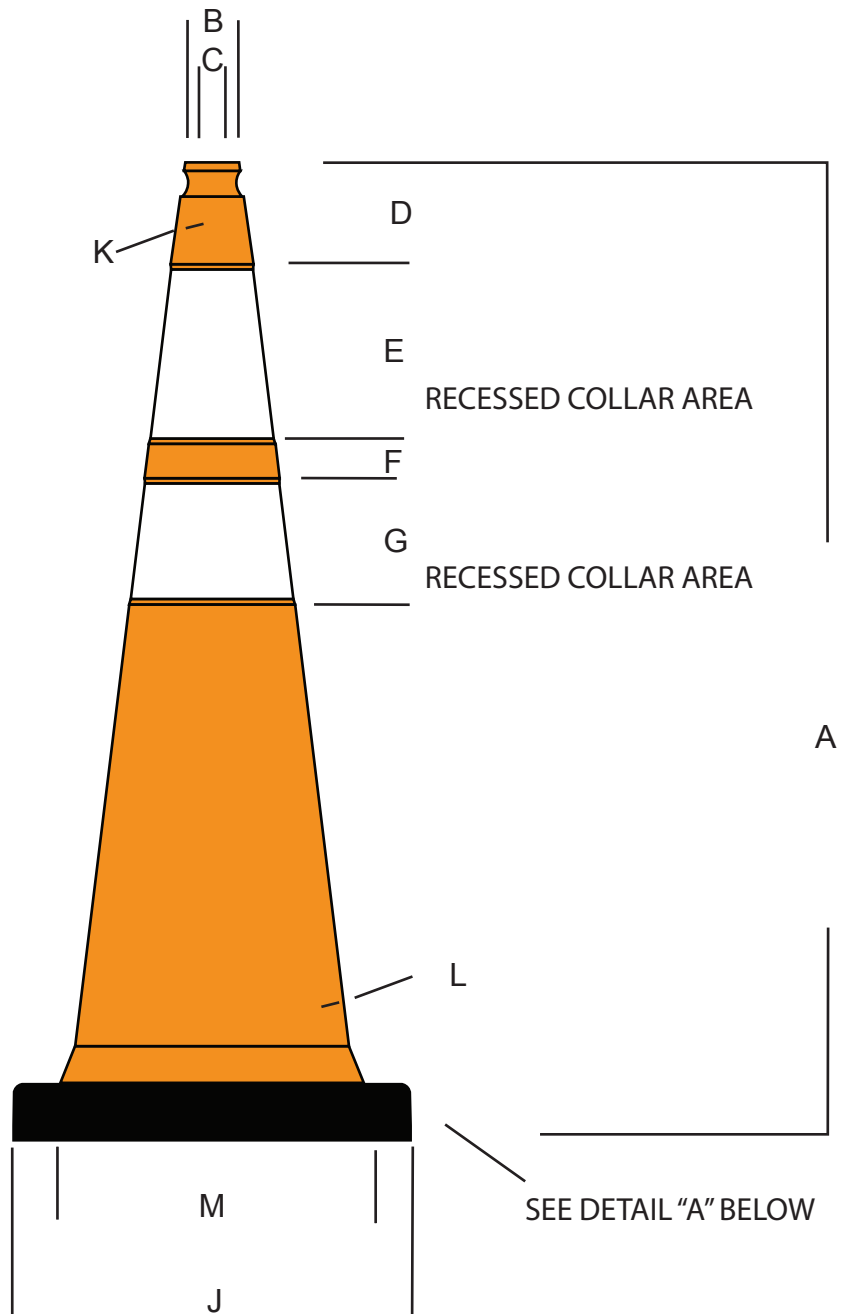 B
C
D
K
E
RECESSED COLLAR AREA
F
G
RECESSED COLLAR AREA
A
L
M
SEE DETAIL “A” BELOW
J